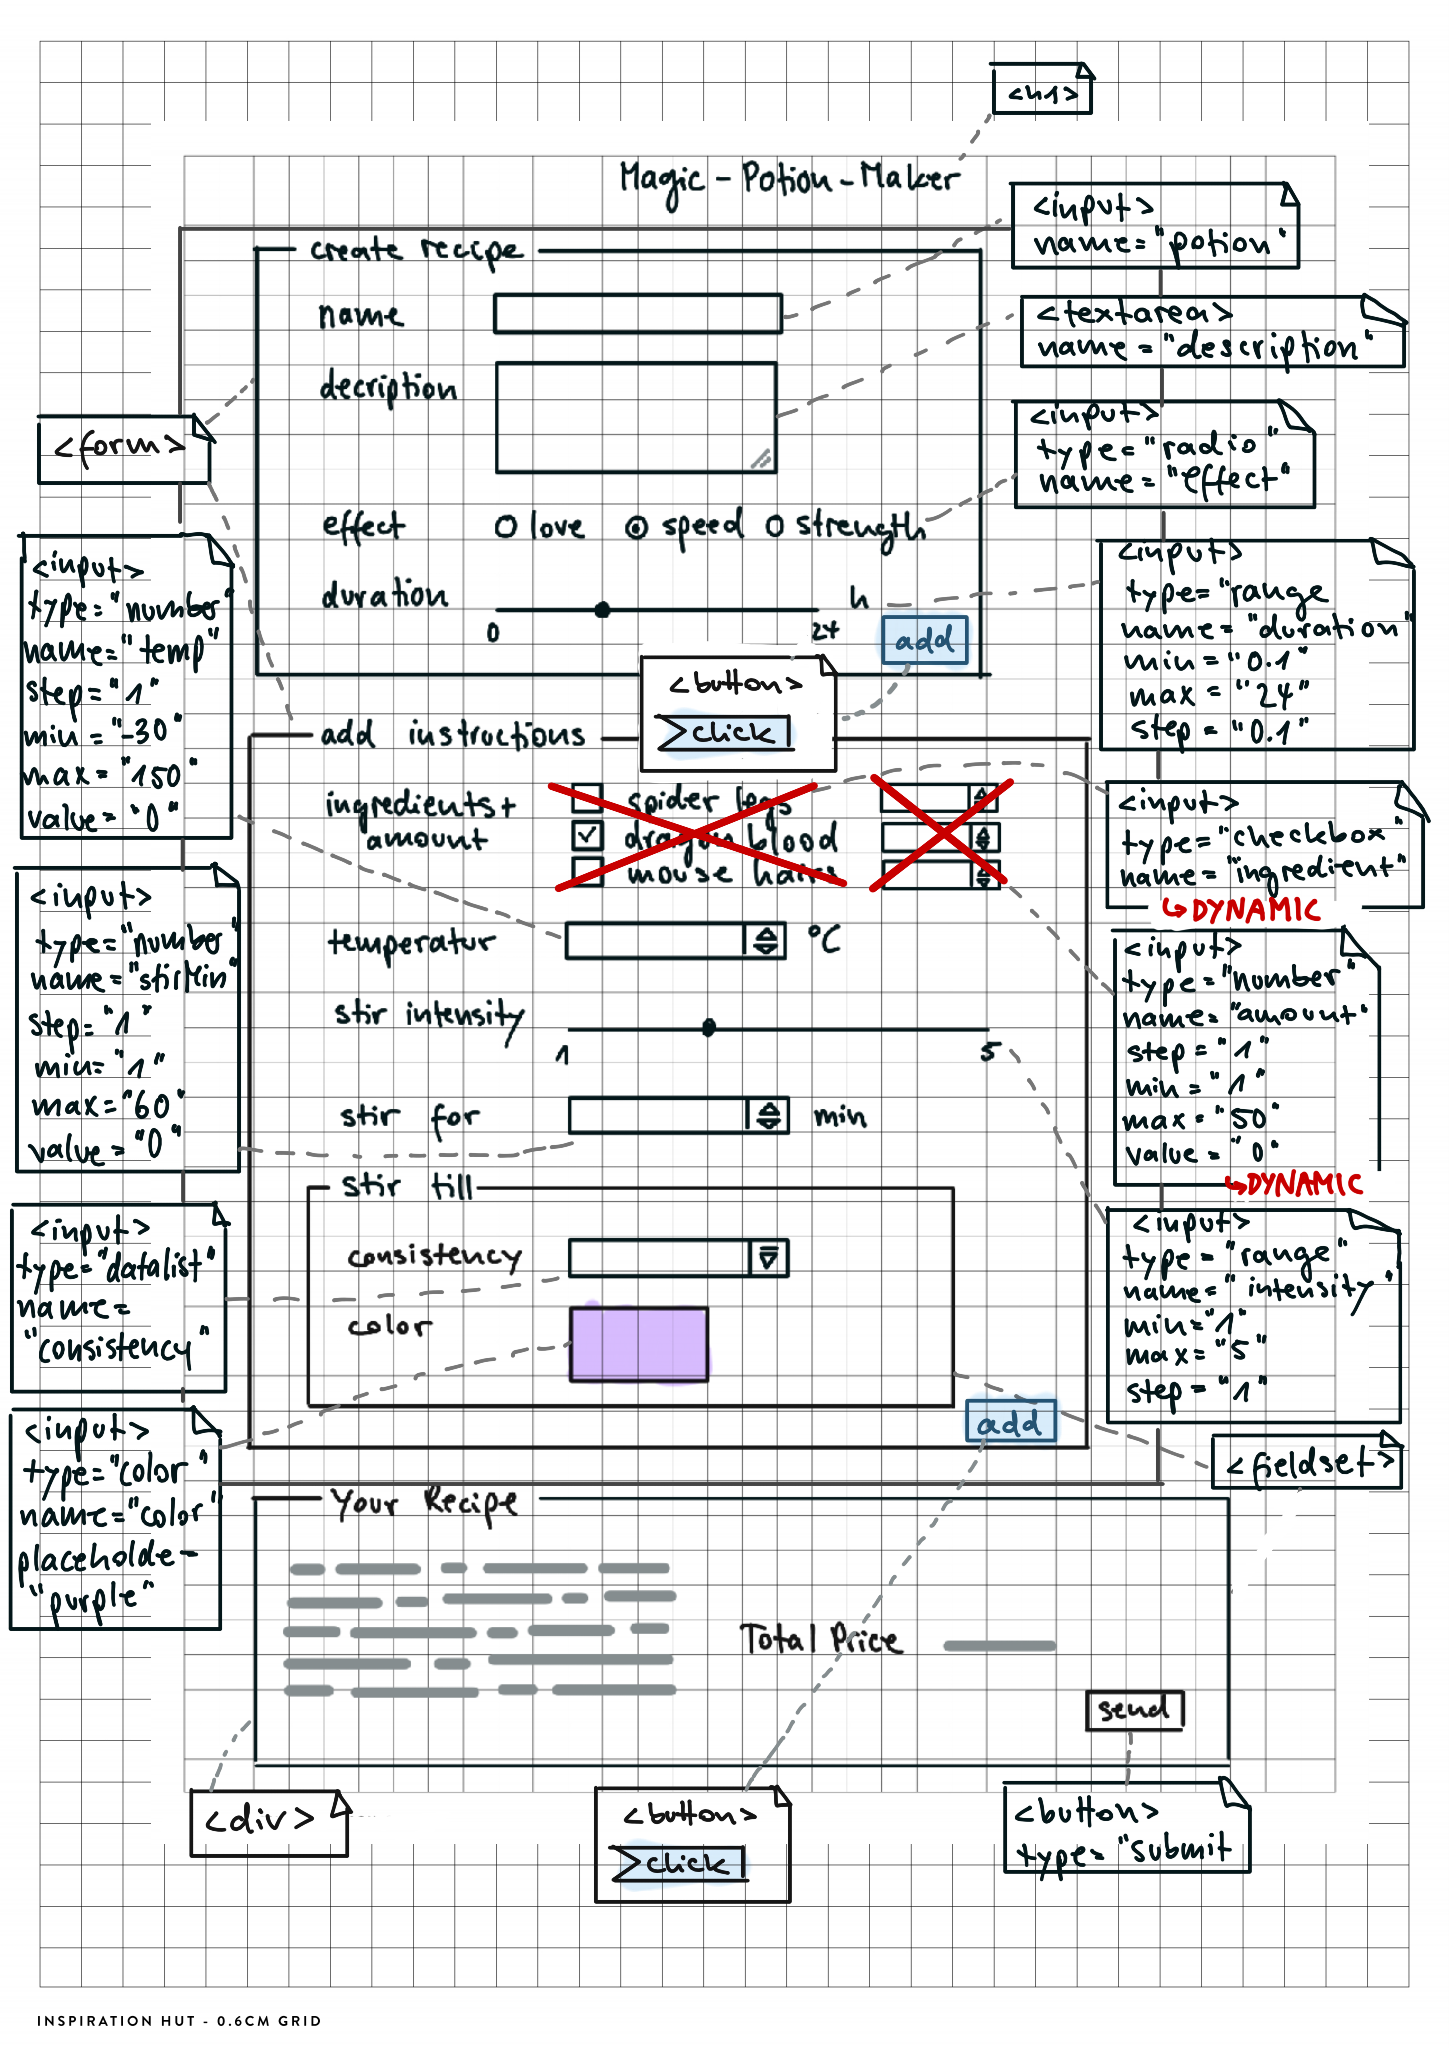 <h1>
Magic-Potion-Maker
<input>
name="potion"
create recipe
name
<textarea>
name="description"
decription
<form>
<input>
type="radio"
name="effect"
effect
love
speed
strength
duration
h
0
24
add
<input>
type="range
name="duration"
min="0.1"
max="24"
step="0.1"
<input>
type="number"
name="temp"
step="1"
min="-30"
max="150"
value="0"
<button>
click
add instructions
ingredients+
amount
spider legs
dragon blood
mouse hairs
<input>
type="checkbox"
name="ingredient"
DYNAMIC
temperatur
°C
<input>
type="number"
name="stirMin"
step="1"
min="1"
max="60"
value="0"
<input>
type="number"
name="amount"
step="1"
min="1"
max="50"
value="0"
DYNAMIC
stir intensity
1
5
stir for
min
stir till
consistency
color
<input>
type="datalist"
name=
"consistency"
<input>
type="range"
name="intensity"
min="1"
max="5"
step="1"
add
<fieldset>
<input>
type="color"
name="color"
placeholde-
"purple"
Your Recipe
Total Price
send
<div>
<button>
click
<button>
type="submit
INSPIRATION HUT - 0.6CM GRID